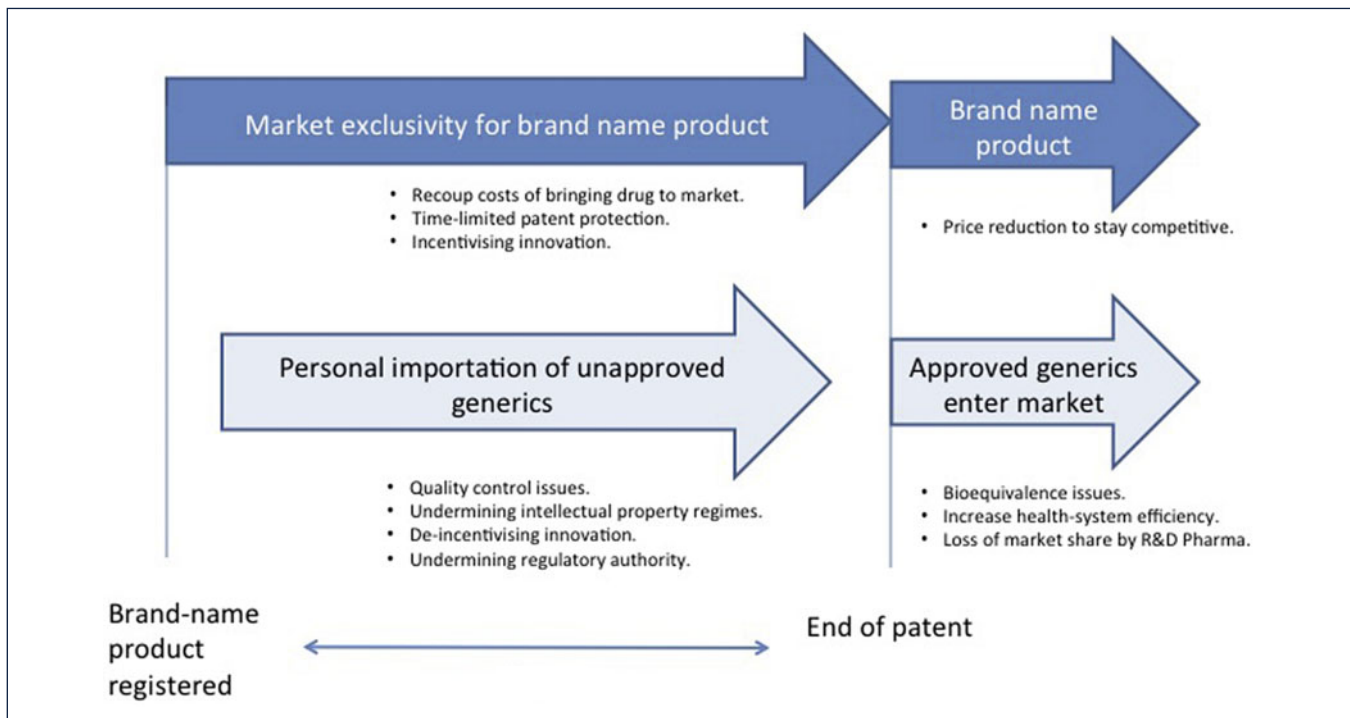 Market exclusivity for brand name product
Brand name
product
• Recoup costs of bringing drug to market.
• Time-limited patent protection.
• Incentivising innovation.
• Price reduction to stay competitive.
Personal importation of unapproved
generics
Approved generics
enter market
• Quality control issues.
• Undermining intellectual property regimes.
• De-incentivising innovation.
• Undermining regulatory authority.
• Bioequivalence issues.
• Increase health-system efficiency.
• Loss of market share by R&D Pharma.
Brand-name
product
registered
End of patent